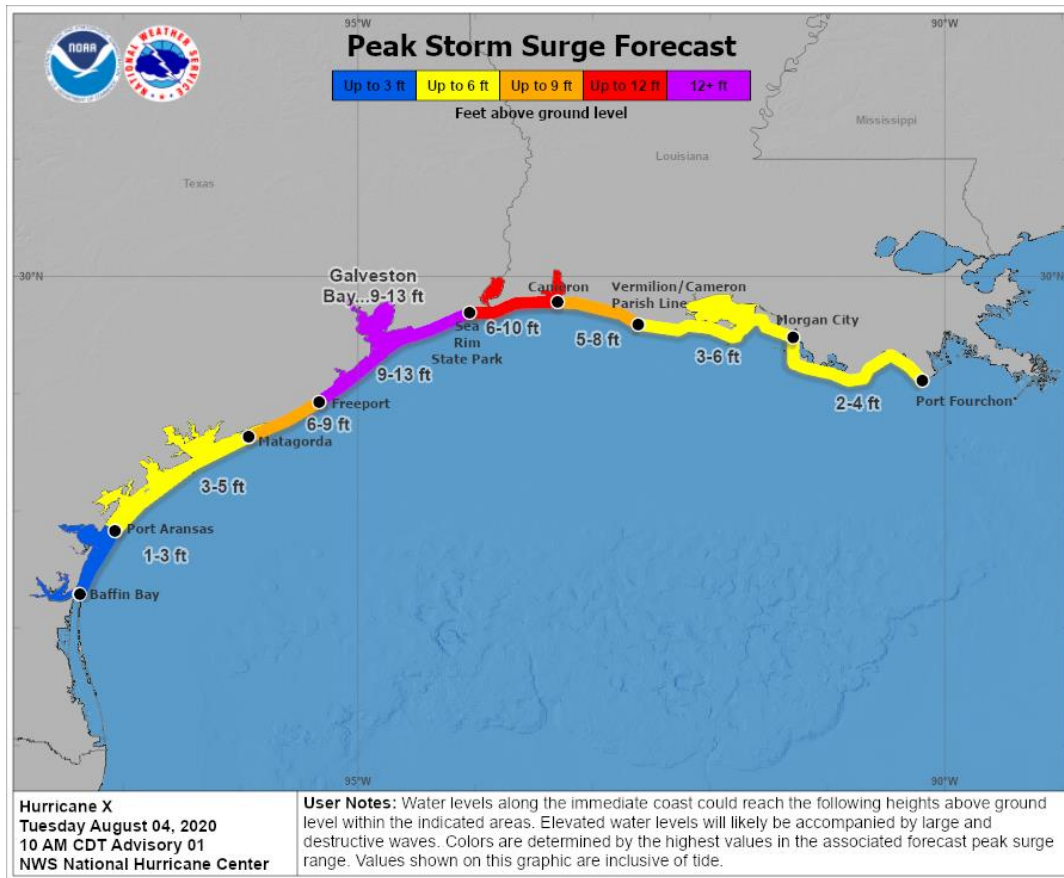 95°W
90°W
NOAA
NATIONAL WEATHER SERVICE
Peak Storm Surge Forecast
Up to 3 ft
Up to 6 ft
Up to 9 ft
Up to 12 ft
12+ ft
Feet above ground level
Mississippi
Louisiana
Texas
30°N
30°N
Galveston
Bay...9-13 ft
Cameron
Vermilion/Cameron
Parish Line
Sea
Rim
State Park
6-10 ft
5-8 ft
Morgan City
3-6 ft
9-13 ft
2-4 ft
Port Fourchon
Freeport
6-9 ft
Matagorda
3-5 ft
Port Aransas
1-3 ft
Baffin Bay
95°W
90°W
Hurricane X
Tuesday August 04, 2020
10 AM CDT Advisory 01
NWS National Hurricane Center
User Notes: Water levels along the immediate coast could reach the following heights above ground
level within the indicated areas. Elevated water levels will likely be accompanied by large and
destructive waves. Colors are determined by the highest values in the associated forecast peak surge
range. Values shown on this graphic are inclusive of tide.